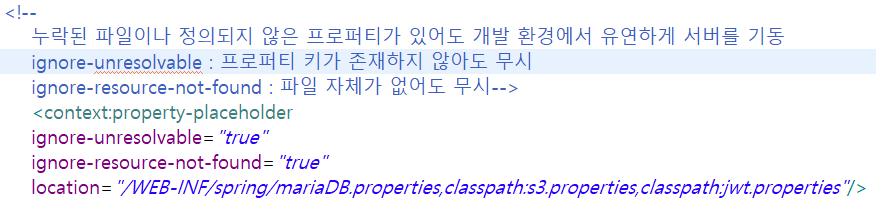 <!--
누락된 파일이나 정의되지 않은 프로퍼티가 있어도 개발 환경에서 유연하게 서버를 기동
ignore-unresolvable : 프로퍼티 키가 존재하지 않아도 무시
ignore-resource-not-found : 파일 자체가 없어도 무시-->
<context:property-placeholder
ignore-unresolvable="true"
ignore-resource-not-found="true"
location="/WEB-INF/spring/mariaDB.properties,classpath:s3.properties,classpath:jwt.properties"/>